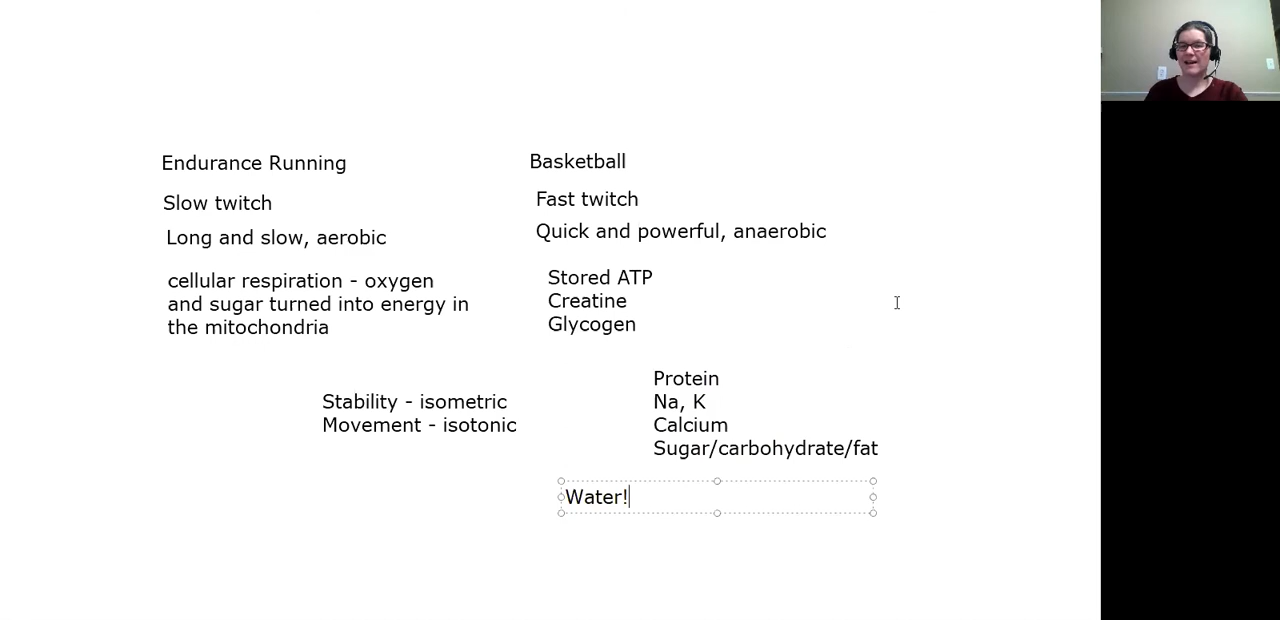 Endurance Running
Slow twitch
Long and slow, aerobic
cellular respiration - oxygen
and sugar turned into energy in
the mitochondria
Basketball
Fast twitch
Quick and powerful, anaerobic
Stored ATP
Creatine
Glycogen
Stability - isometric
Movement - isotonic
Protein
Na, K
Calcium
Sugar/carbohydrate/fat
Water!